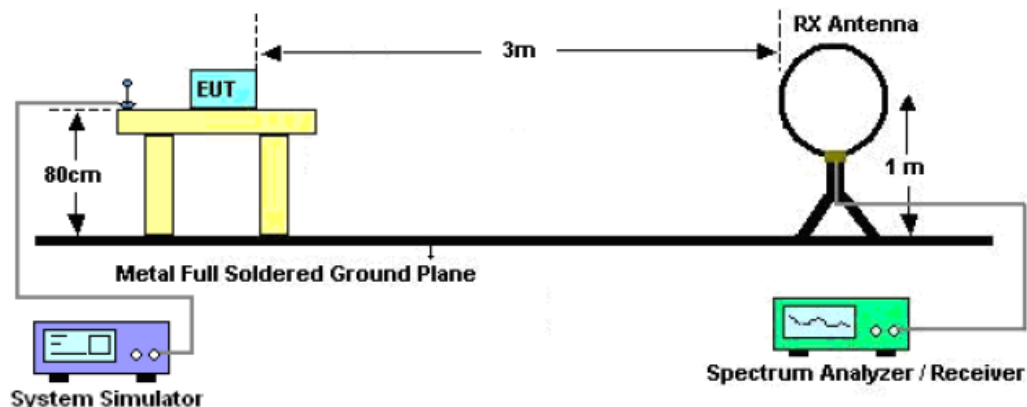 RX Antenna
3m
EUT
80cm
1 m
Metal Full Soldered Ground Plane
System Simulator
Spectrum Analyzer / Receiver